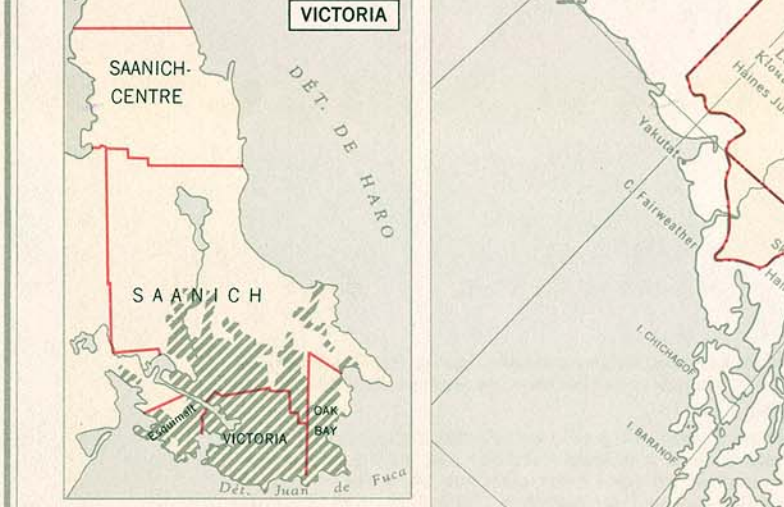 VICTORIA
SAANICH-
CENTRE
DÉT. DE HARO
SAANICH
OAK
BAY
Esquimalt
VICTORIA
Dét. Juan de Fuca
Haines Ju
Yakutat
C. Fairweather
I. CHICHAGOF
I. BARANOF